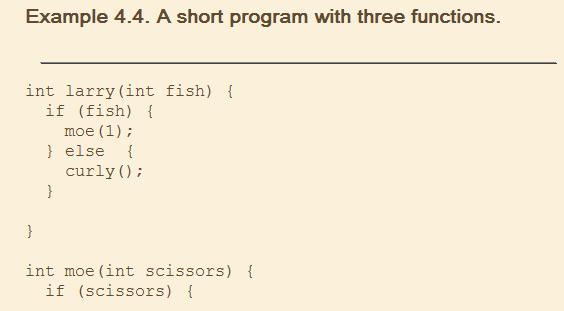 Example 4.4. A short program with three functions.
int larry(int fish) {
  if (fish) {
    moe(1);
  } else  {
    curly();
  }
}
int moe(int scissors) {
  if (scissors) {